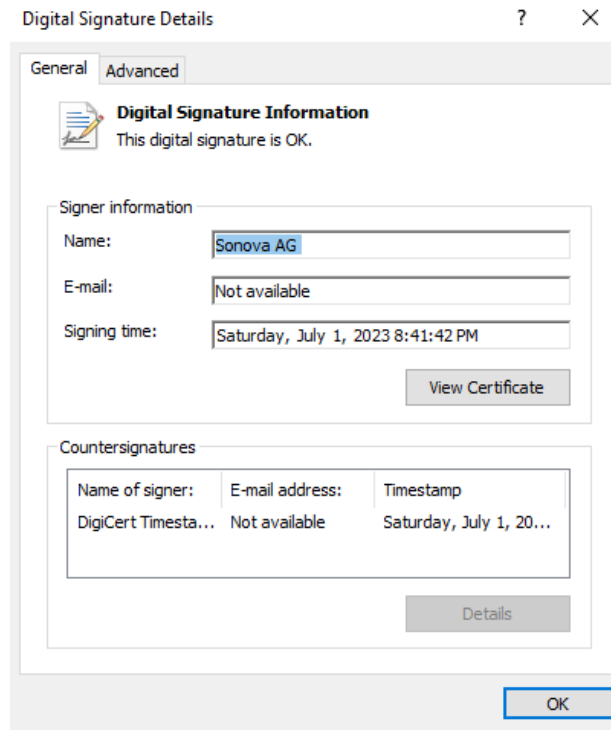 Digital Signature Details ? ×
General Advanced
Digital Signature Information
This digital signature is OK.
Signer information
Name: Sonova AG
E-mail: Not available
Signing time: Saturday, July 1, 2023 8:41:42 PM
View Certificate
Countersignatures
Name of signer: E-mail address: Timestamp
DigiCert Timesta... Not available Saturday, July 1, 20...
Details
OK